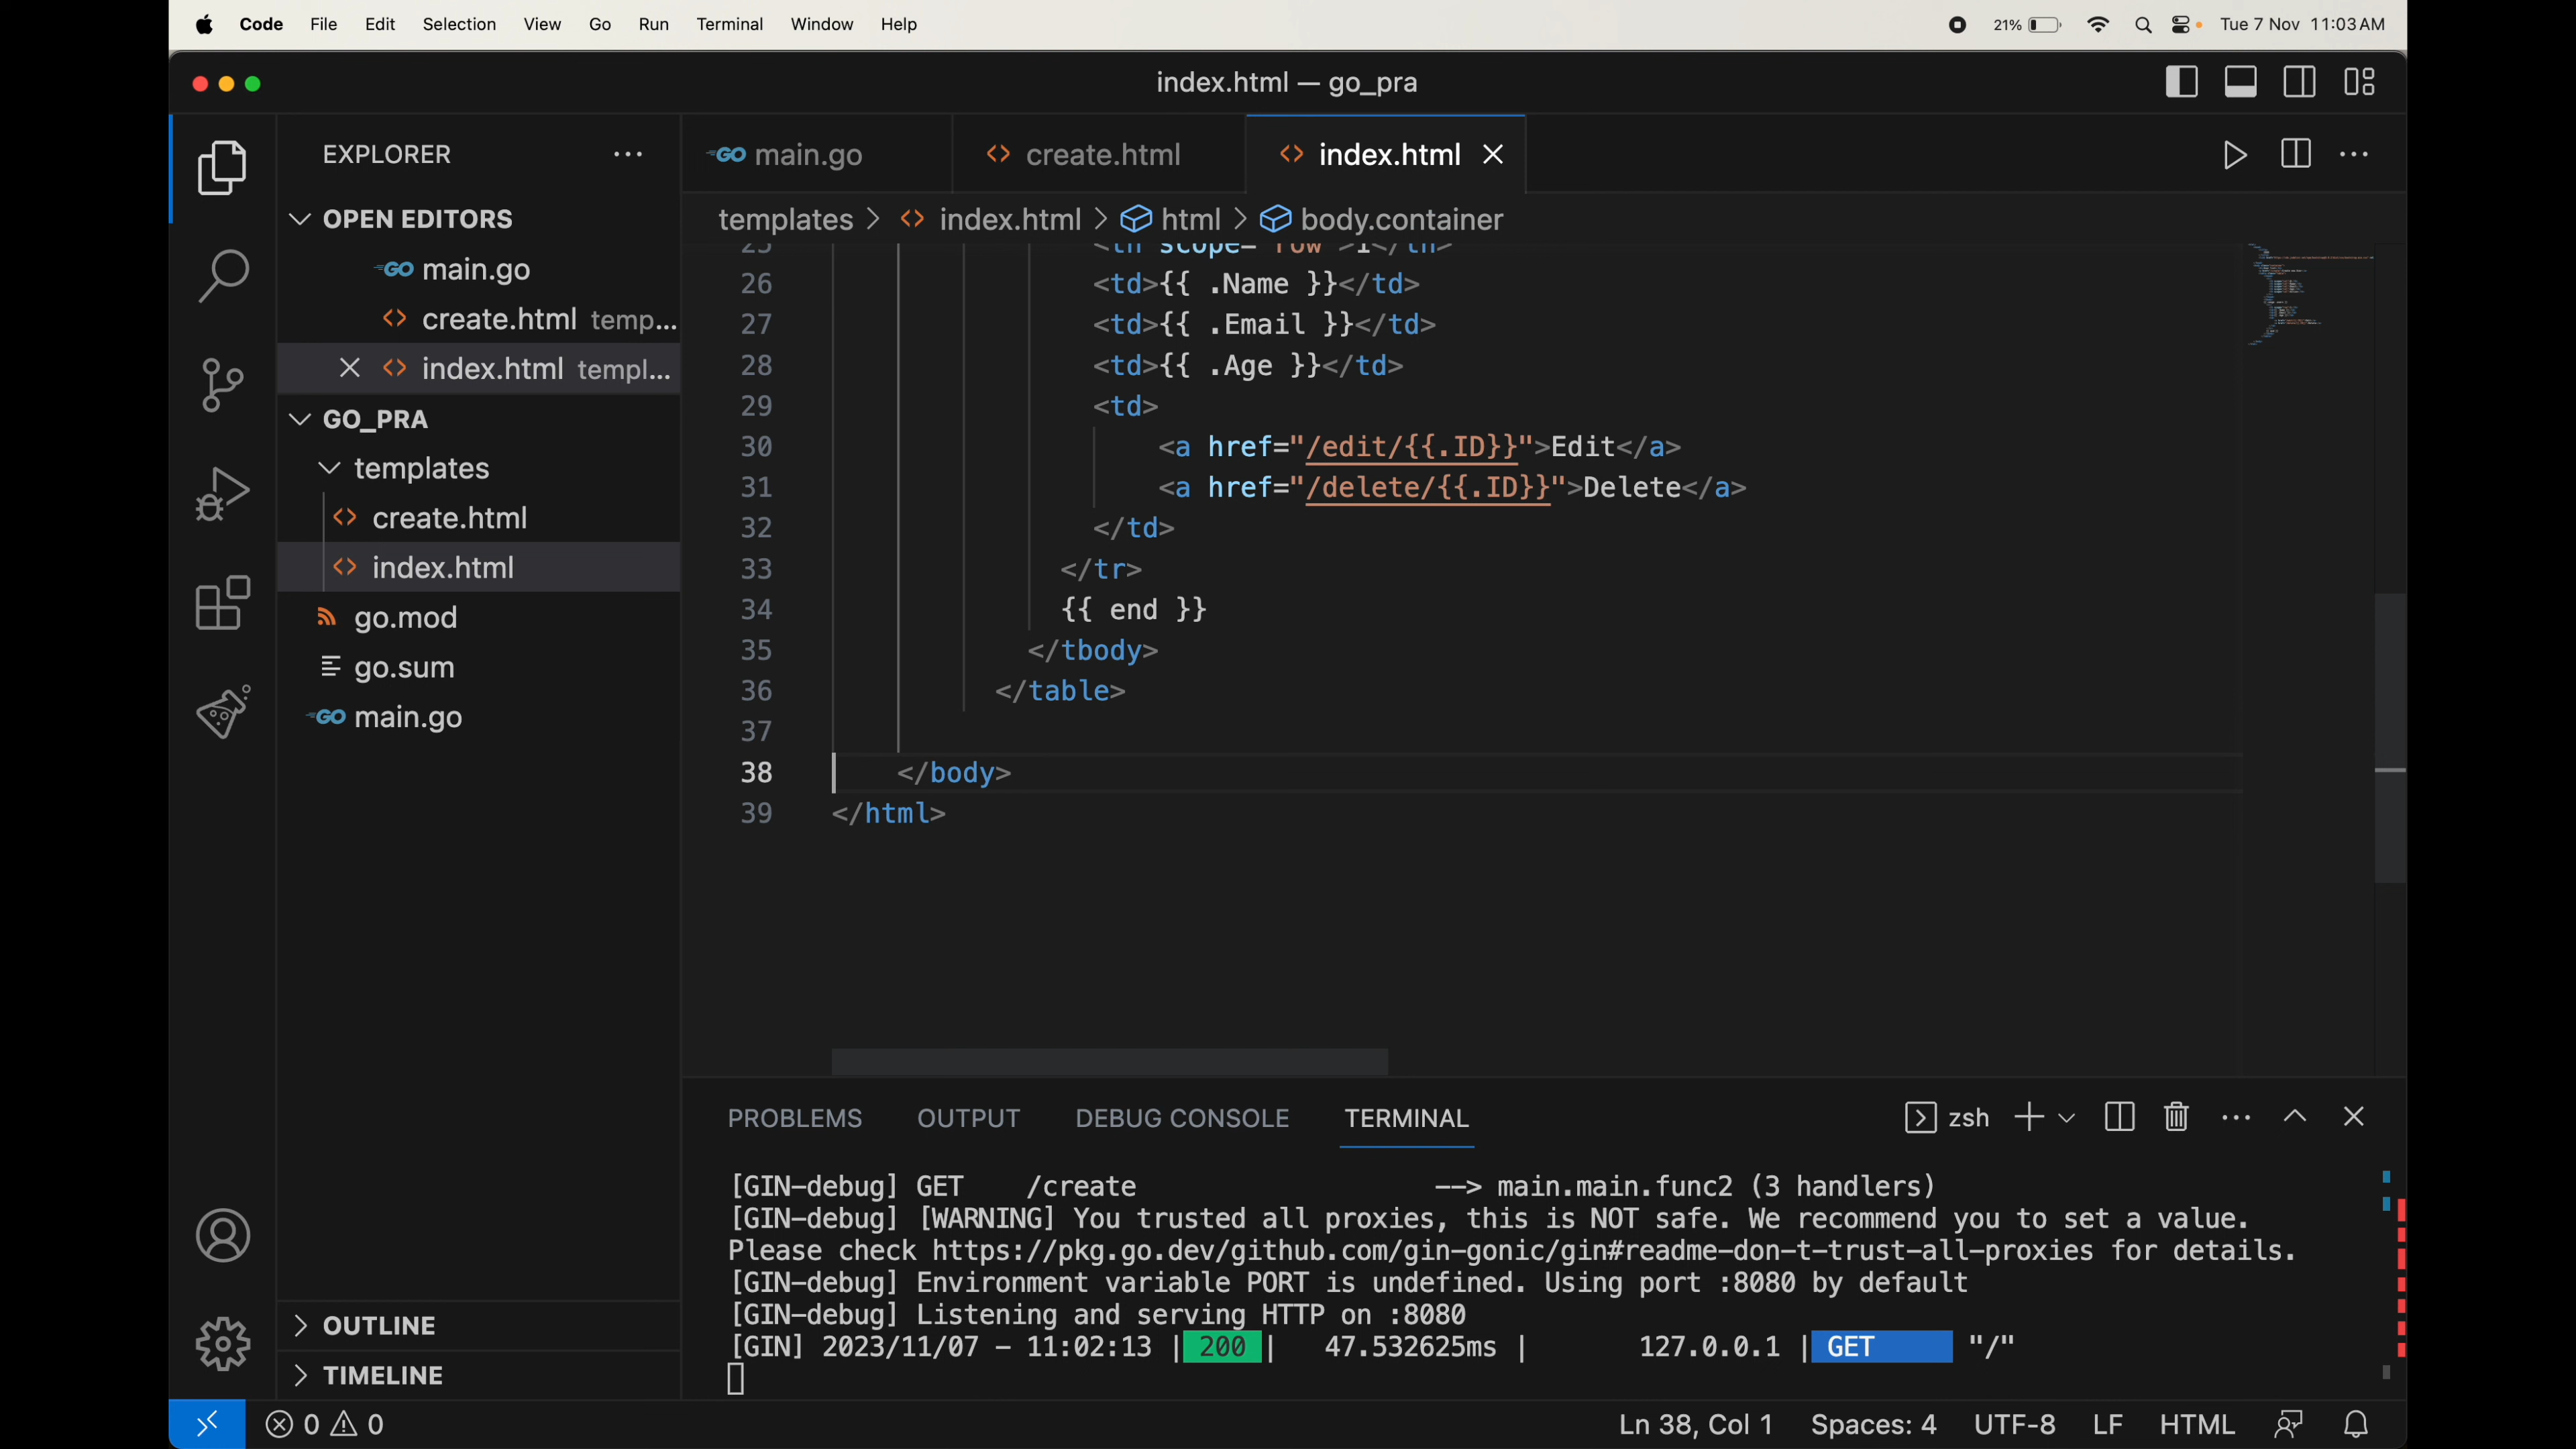 Code File Edit Selection View Go Run Terminal Window Help 21% Tue 7 Nov 11:03 AM
index.html — go_pra
EXPLORER
OPEN EDITORS
GO main.go
<> create.html temp...
<> index.html templ...
GO_PRA
templates
<> create.html
<> index.html
go.mod
go.sum
GO main.go
OUTLINE
TIMELINE
GO main.go <> create.html <> index.html
templates > <> index.html > html > body.container
25 <th scope="row">1</th>
26 <td>{{ .Name }}</td>
27 <td>{{ .Email }}</td>
28 <td>{{ .Age }}</td>
29 <td>
30 <a href="/edit/{{.ID}}">Edit</a>
31 <a href="/delete/{{.ID}}">Delete</a>
32 </td>
33 </tr>
34 {{ end }}
35 </tbody>
36 </table>
37
38 </body>
39 </html>
PROBLEMS OUTPUT DEBUG CONSOLE TERMINAL zsh
[GIN-debug] GET /create --> main.main.func2 (3 handlers)
[GIN-debug] [WARNING] You trusted all proxies, this is NOT safe. We recommend you to set a value.
Please check https://pkg.go.dev/github.com/gin-gonic/gin#readme-don-t-trust-all-proxies for details.
[GIN-debug] Environment variable PORT is undefined. Using port :8080 by default
[GIN-debug] Listening and serving HTTP on :8080
[GIN] 2023/11/07 - 11:02:13 | 200 | 47.532625ms | 127.0.0.1 | GET "/"
0 0 Ln 38, Col 1 Spaces: 4 UTF-8 LF HTML